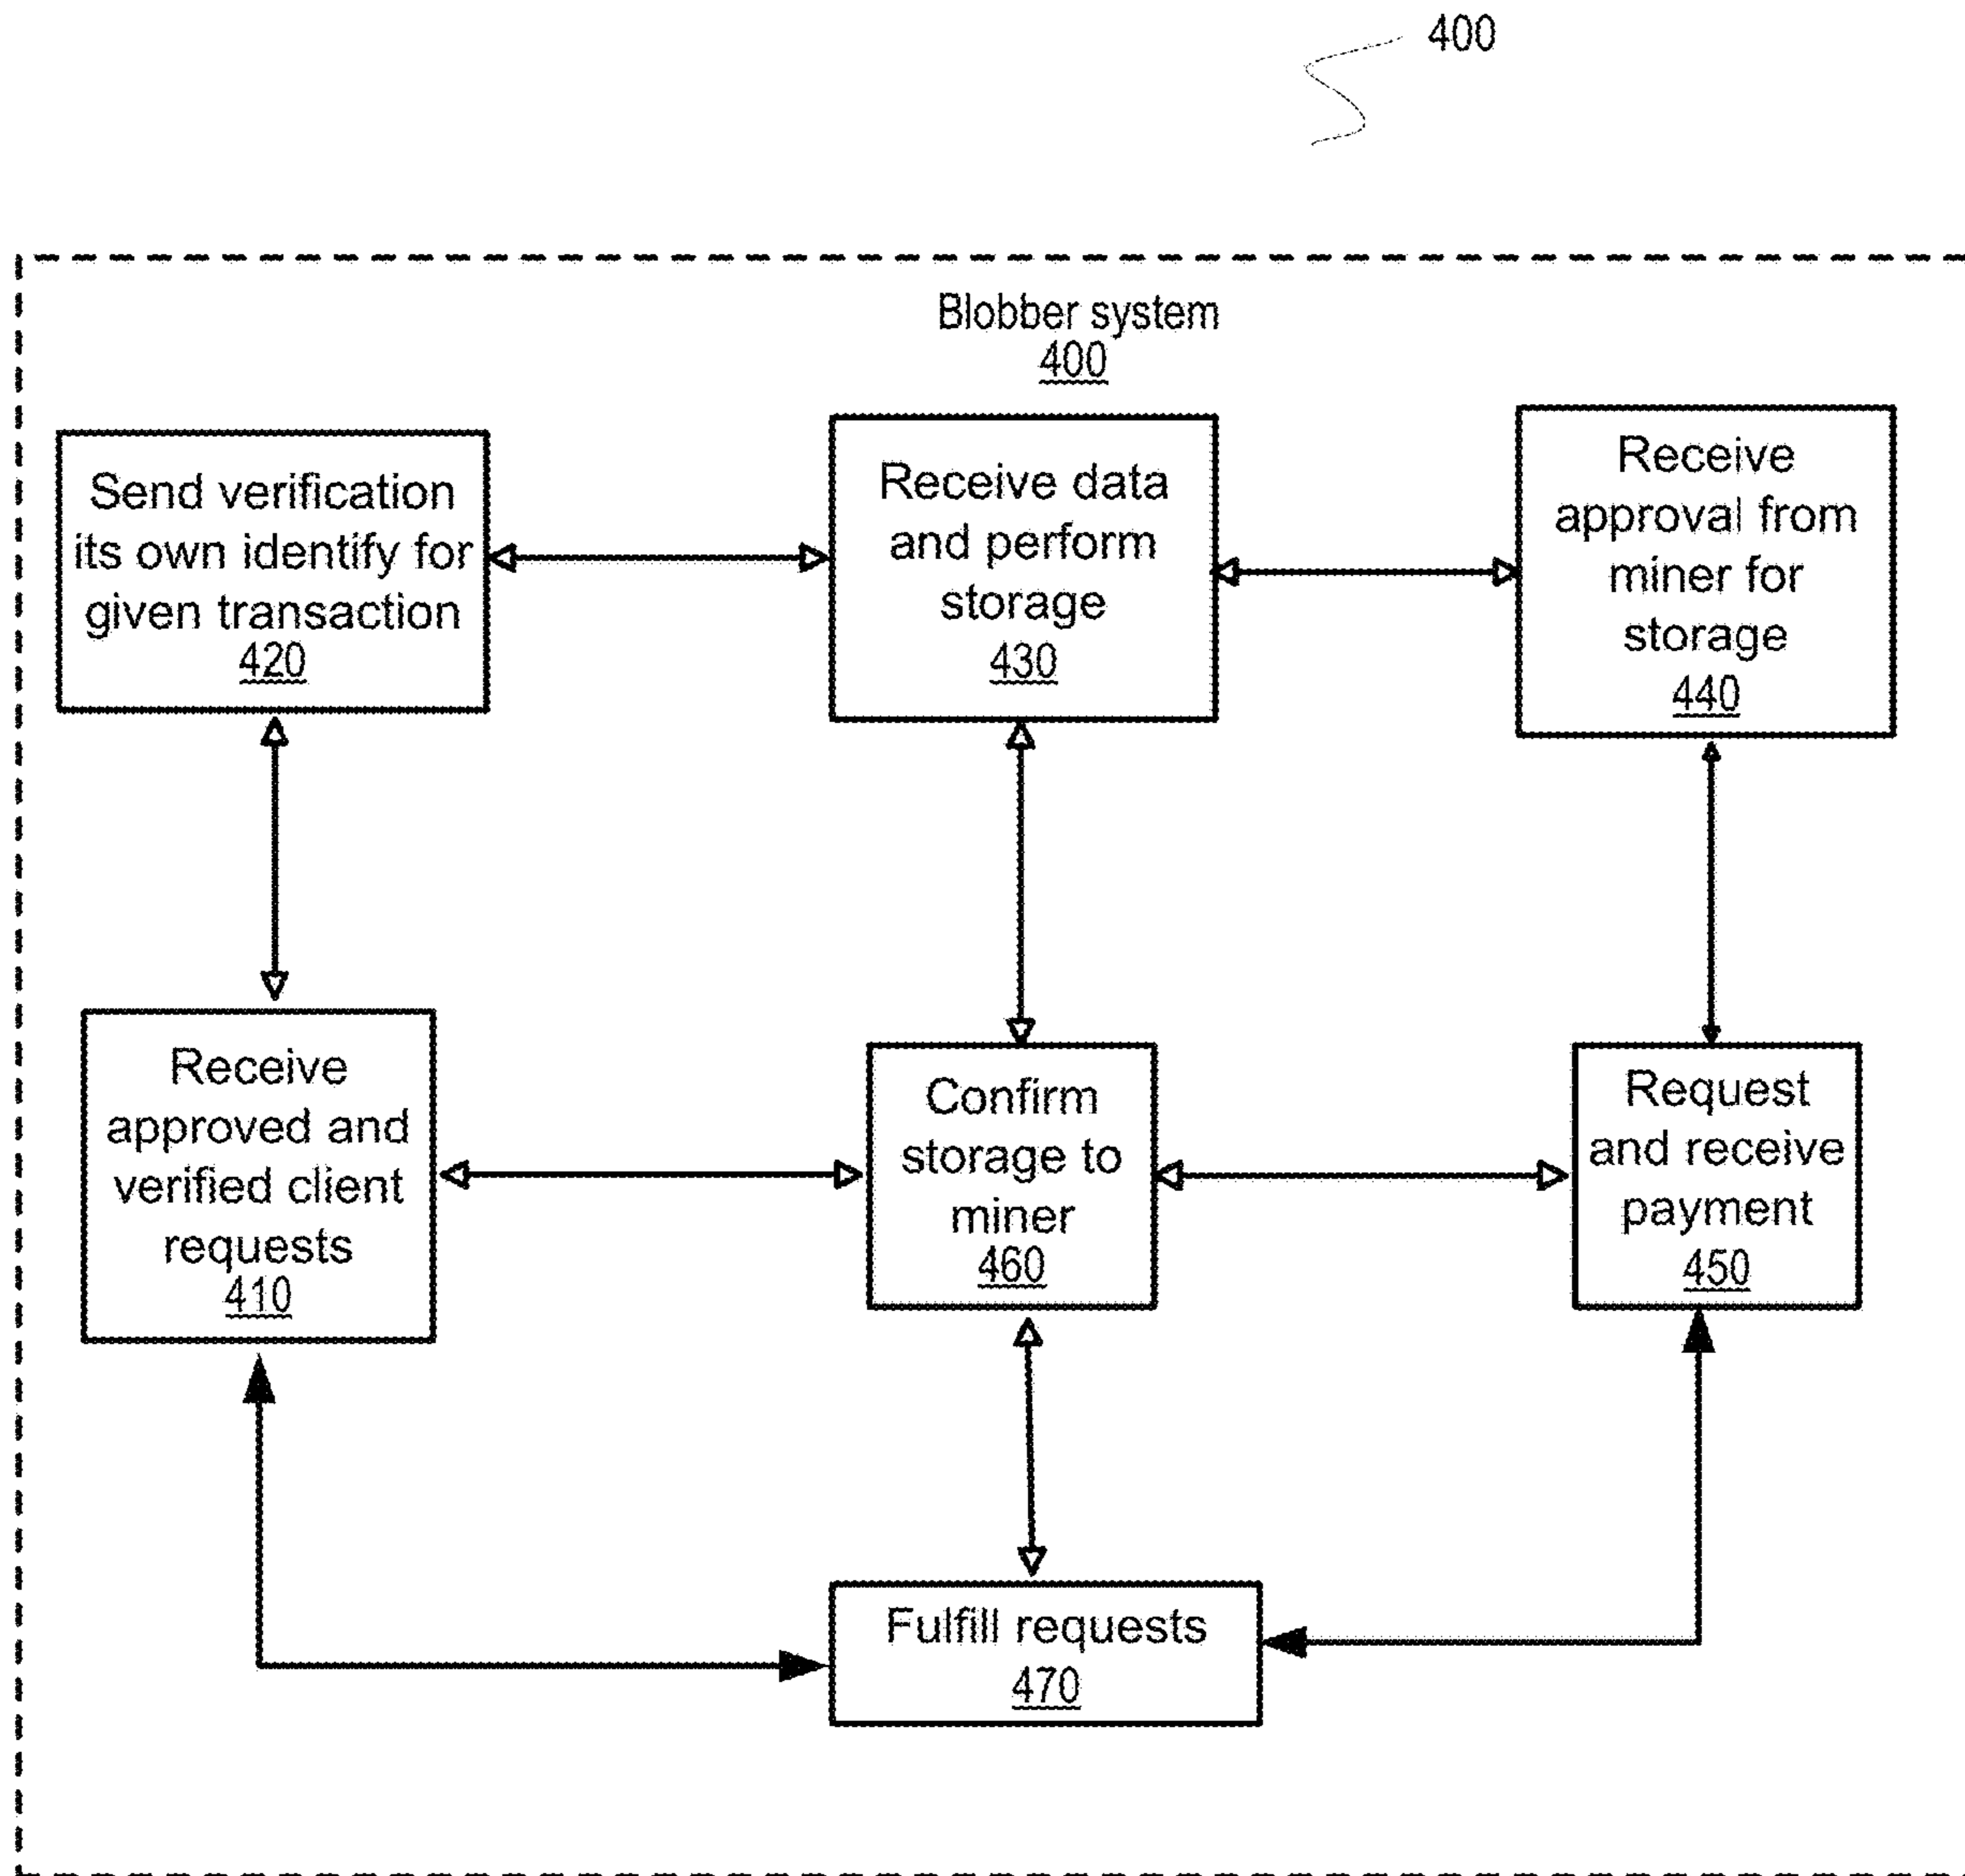 400
Blobber system
400
Send verification
its own identify for
given transaction
420
Receive data
and perform
storage
430
Receive
approval from
miner for
storage
440
Receive
approved and
verified client
requests
410
Confirm
storage to
miner
460
Request
and receive
payment
450
Fulfill requests
470